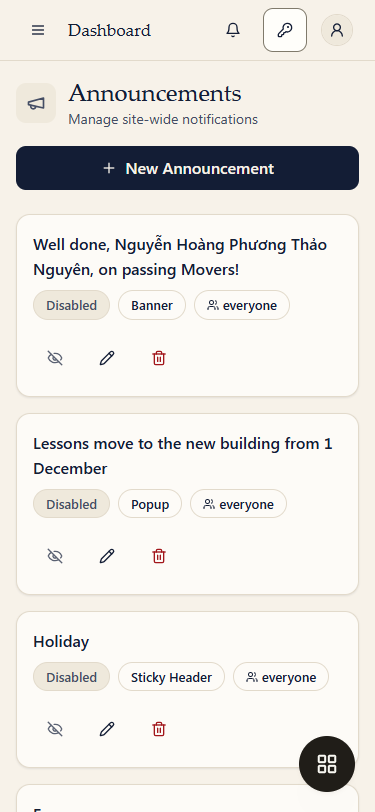 Dashboard
Announcements
Manage site-wide notifications
New Announcement
Well done, Nguyễn Hoàng Phương Thảo
Nguyên, on passing Movers!
Disabled Banner everyone
Lessons move to the new building from 1
December
Disabled Popup everyone
Holiday
Disabled Sticky Header everyone